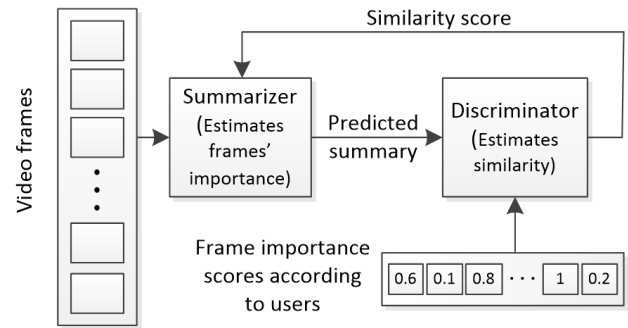 Similarity score
Video frames
Summarizer
(Estimates
frames’
importance)
Predicted
summary
Discriminator
(Estimates
similarity)
Frame importance
scores according
to users
0.6 0.1 0.8 ··· 1 0.2